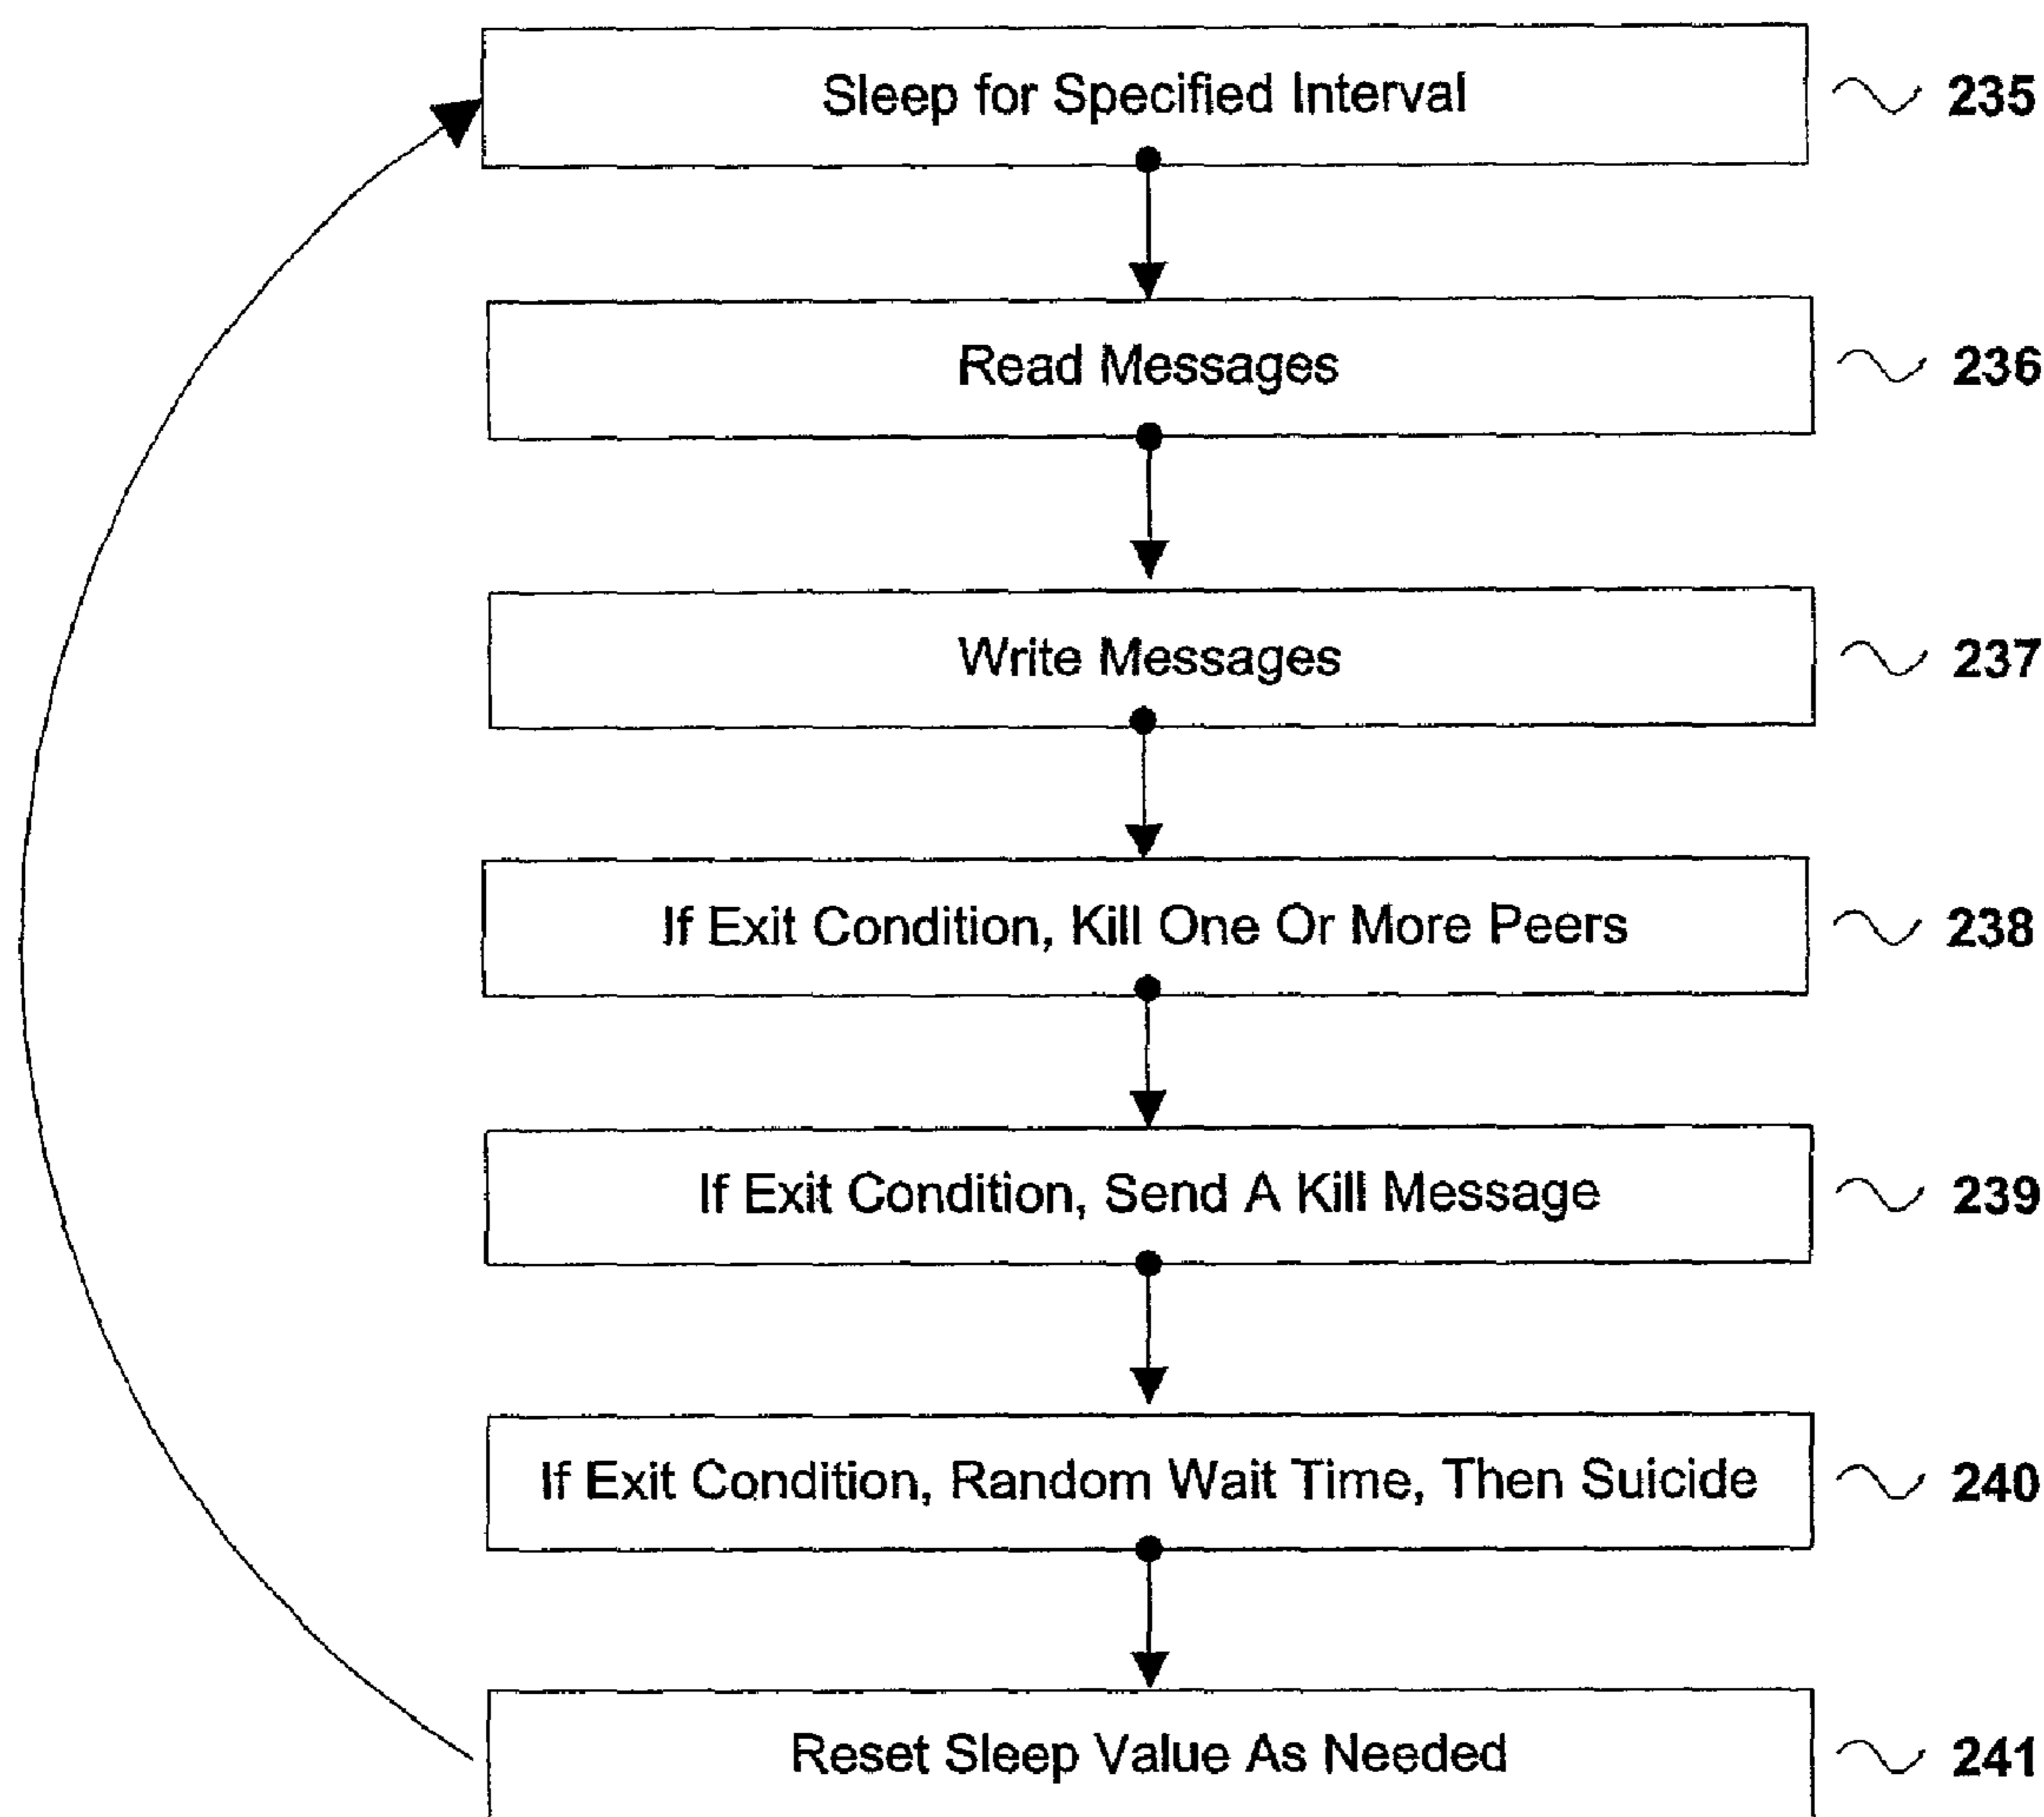 Sleep for Specified Interval 235
Read Messages 236
Write Messages 237
If Exit Condition, Kill One Or More Peers 238
If Exit Condition, Send A Kill Message 239
If Exit Condition, Random Wait Time, Then Suicide 240
Reset Sleep Value As Needed 241